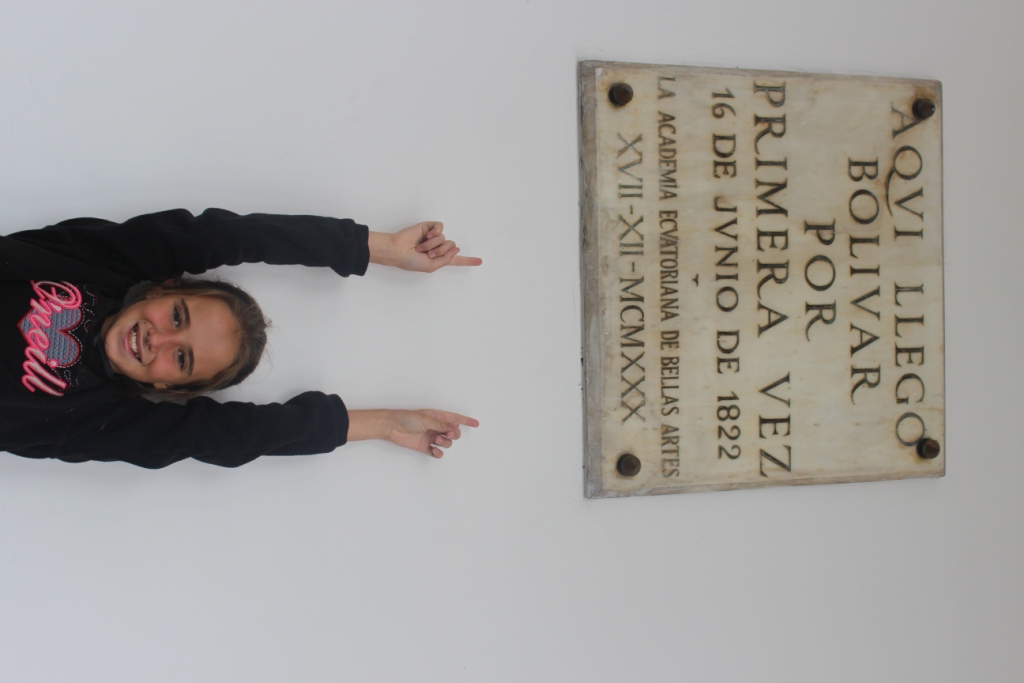 AQVI LLEGO
BOLIVAR
POR
PRIMERA VEZ
16 DE JVNIO DE 1822
LA ACADEMIA ECVATORIANA DE BELLAS ARTES
XVII-XII-MCMXXX
O'neill